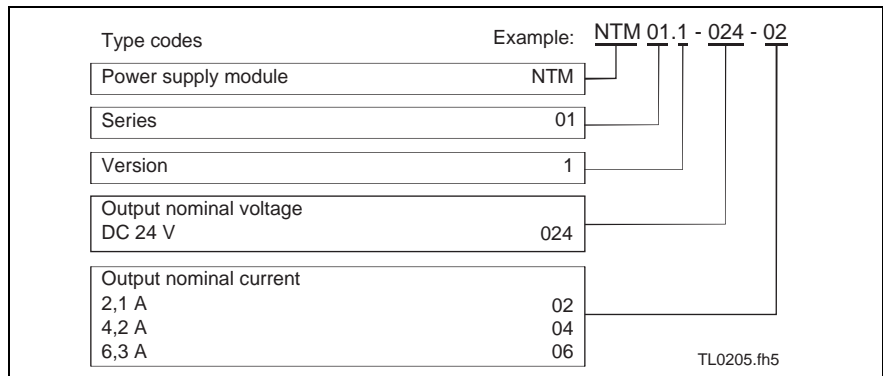 Type codes Example: NTM 01.1 - 024 - 02
Power supply module NTM
Series 01
Version 1
Output nominal voltage
DC 24 V 024
Output nominal current
2,1 A 02
4,2 A 04
6,3 A 06
TL0205.fh5